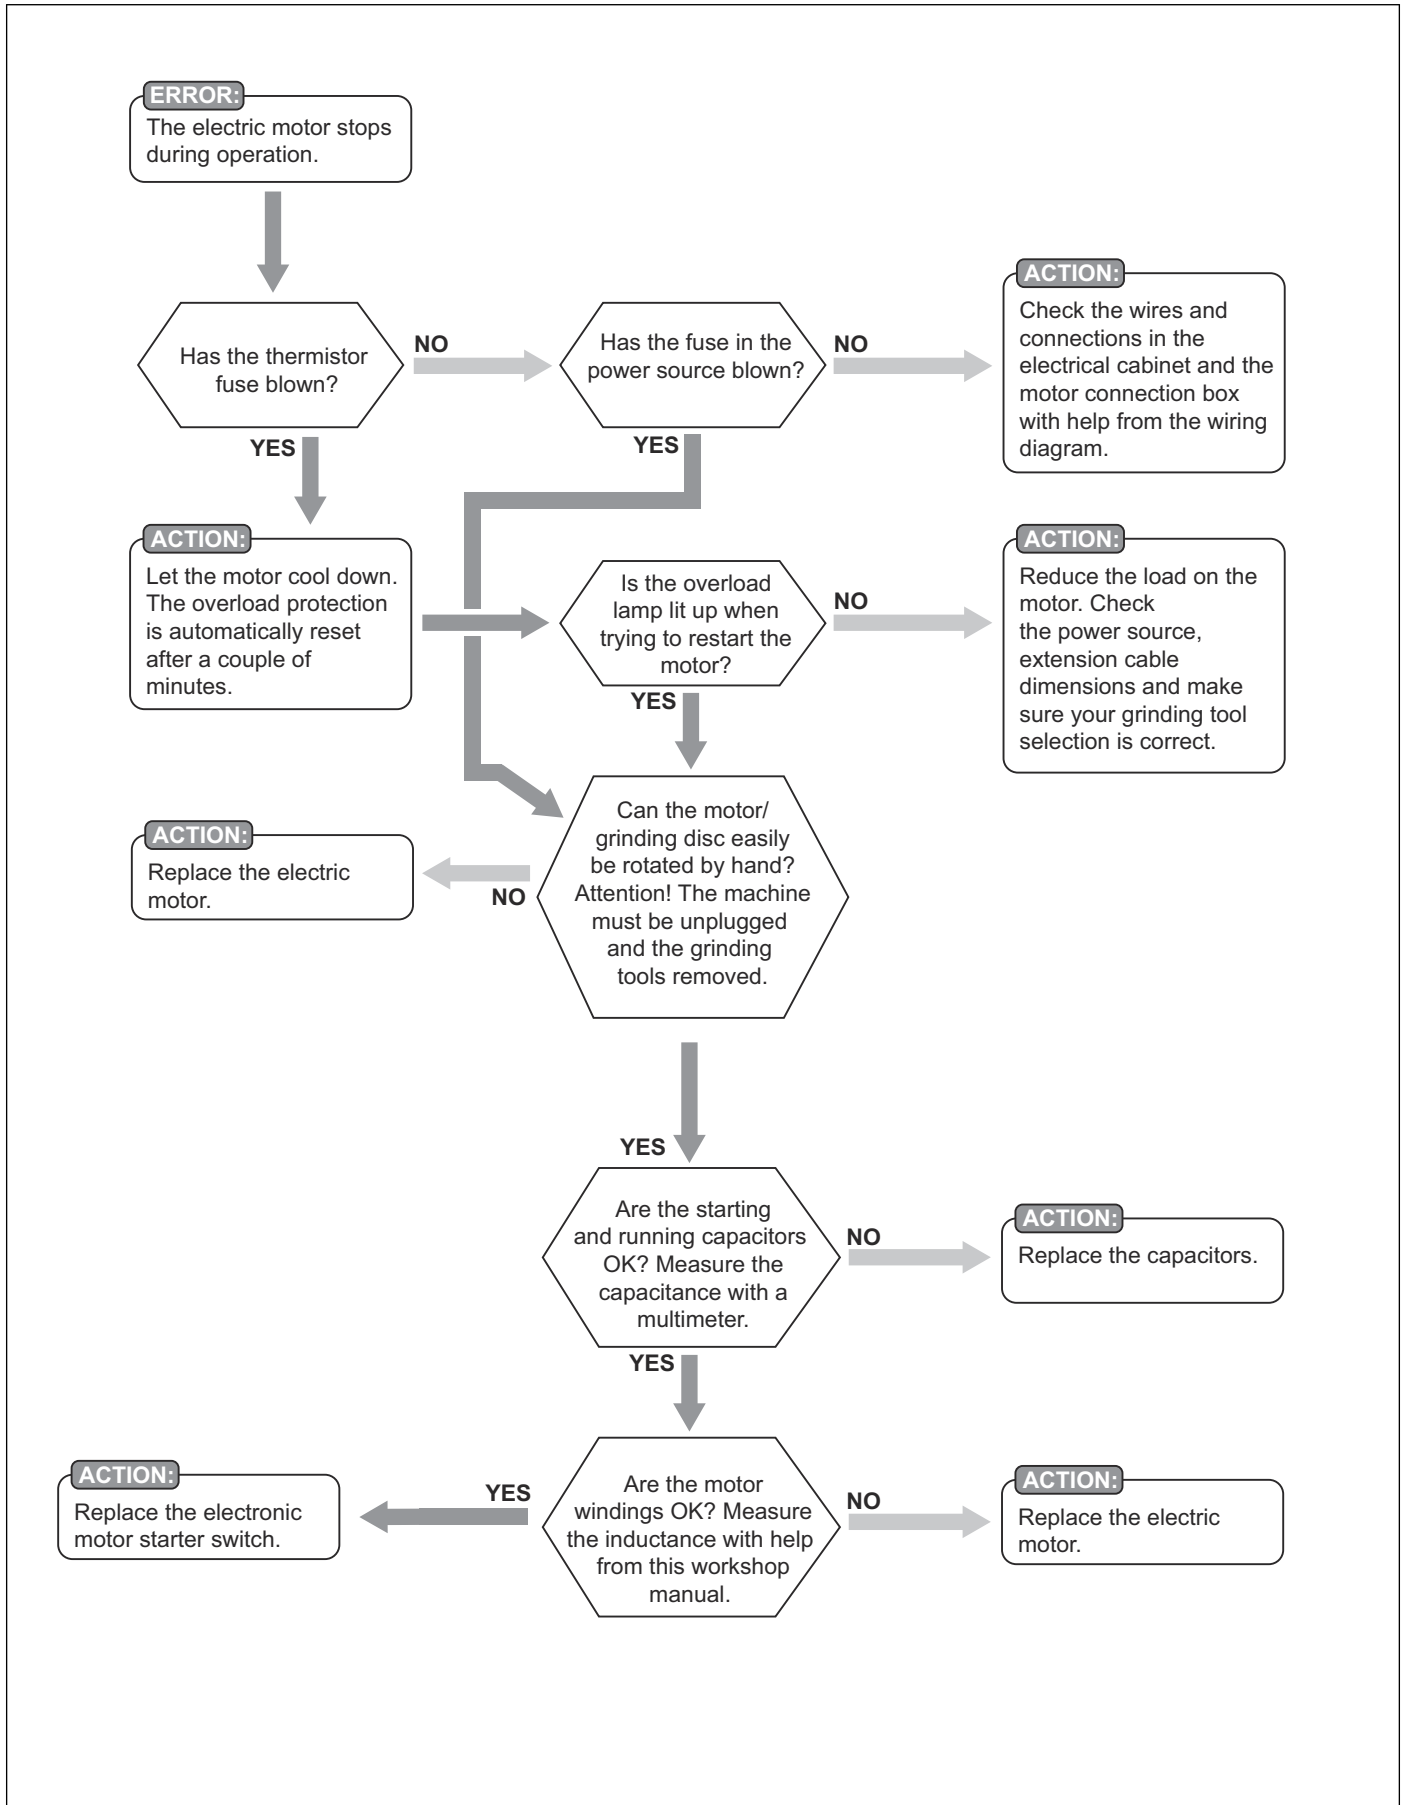 ERROR:
The electric motor stops
during operation.
Has the thermistor
fuse blown?
NO
Has the fuse in the
power source blown?
NO
ACTION:
Check the wires and
connections in the
electrical cabinet and the
motor connection box
with help from the wiring
diagram.
YES
YES
ACTION:
Let the motor cool down.
The overload protection
is automatically reset
after a couple of
minutes.
Is the overload
lamp lit up when
trying to restart the
motor?
NO
ACTION:
Reduce the load on the
motor. Check
the power source,
extension cable
dimensions and make
sure your grinding tool
selection is correct.
YES
Can the motor/
grinding disc easily
be rotated by hand?
Attention! The machine
must be unplugged
and the grinding
tools removed.
NO
ACTION:
Replace the electric
motor.
YES
Are the starting
and running capacitors
OK? Measure the
capacitance with a
multimeter.
NO
ACTION:
Replace the capacitors.
YES
Are the motor
windings OK? Measure
the inductance with help
from this workshop
manual.
YES
ACTION:
Replace the electronic
motor starter switch.
NO
ACTION:
Replace the electric
motor.